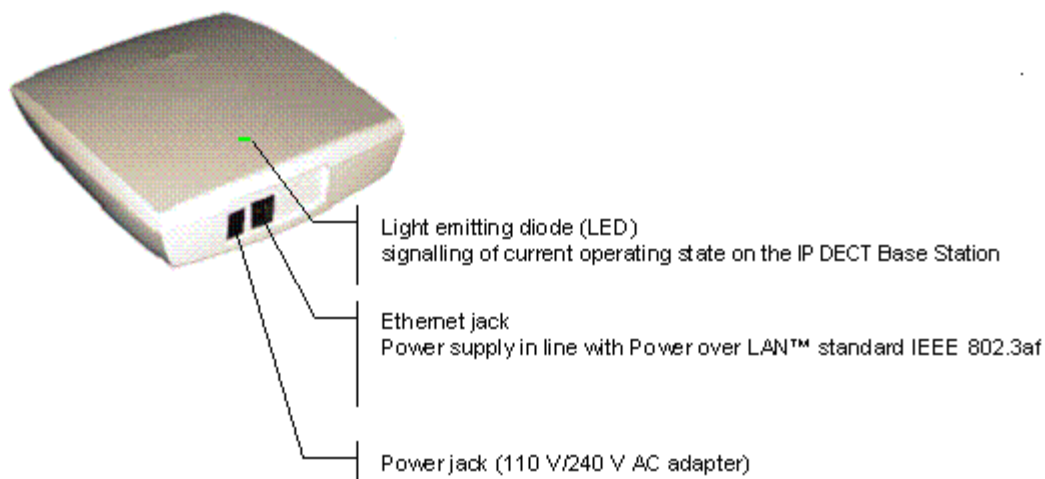 Light emitting diode (LED)
signalling of current operating state on the IP DECT Base Station
Ethernet jack
Power supply in line with Power over LAN™ standard IEEE 802.3af
Power jack (110 V/240 V AC adapter)